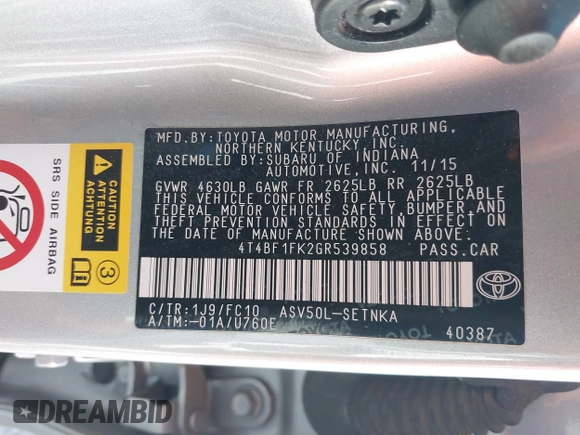 MFD.BY:TOYOTA MOTOR MANUFACTURING,
NORTHERN KENTUCKY, INC.
ASSEMBLED BY:SUBARU OF INDIANA
AUTOMOTIVE, INC. 11/15
GVWR 4630LB GAWR FR 2625LB RR 2625LB
THIS VEHICLE CONFORMS TO ALL APPLICABLE
FEDERAL MOTOR VEHICLE SAFETY, BUMPER, AND
THEFT PREVENTION STANDARDS IN EFFECT ON
THE DATE OF MANUFACTURE SHOWN ABOVE.
4T4BF1FK2GR539858 PASS.CAR
C/TR:1J9/FC10 ASV50L-SETNKA
A/TM:-01A/U760E
40387
TOYOTA
SRS SIDE AIRBAG
CAUTION
ATTENTION
3
DREAMBID